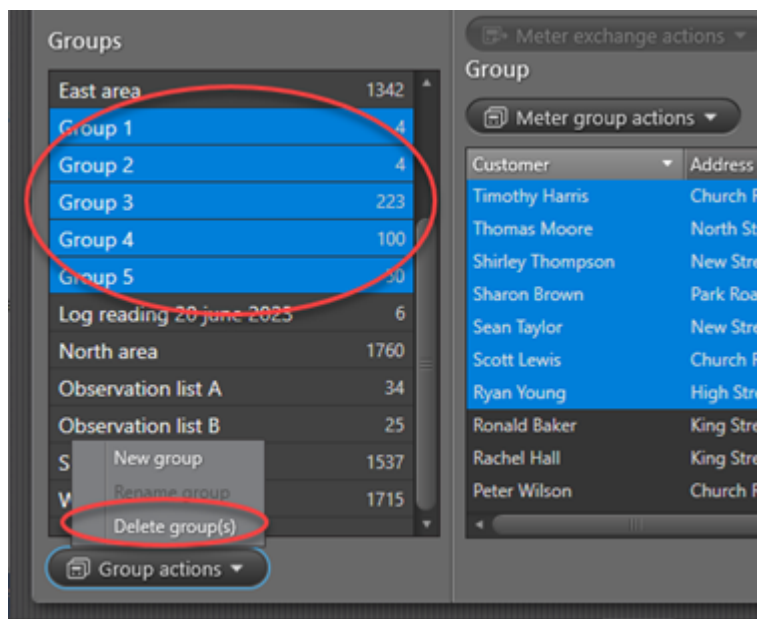 Groups
East area 1342
Group 1 4
Group 2 4
Group 3 223
Group 4 100
Group 5 50
Log reading 20 june 2023 6
North area 1760
Observation list A 34
Observation list B 25
S 1537
W 1715
New group
Rename group
Delete group(s)
Group actions
Meter exchange actions
Group
Meter group actions
Customer Address
Timothy Harris Church
Thomas Moore North St
Shirley Thompson New Stre
Sharon Brown Park Roa
Sean Taylor New Stre
Scott Lewis Church
Ryan Young High Stre
Ronald Baker King Stre
Rachel Hall King Stre
Peter Wilson Church